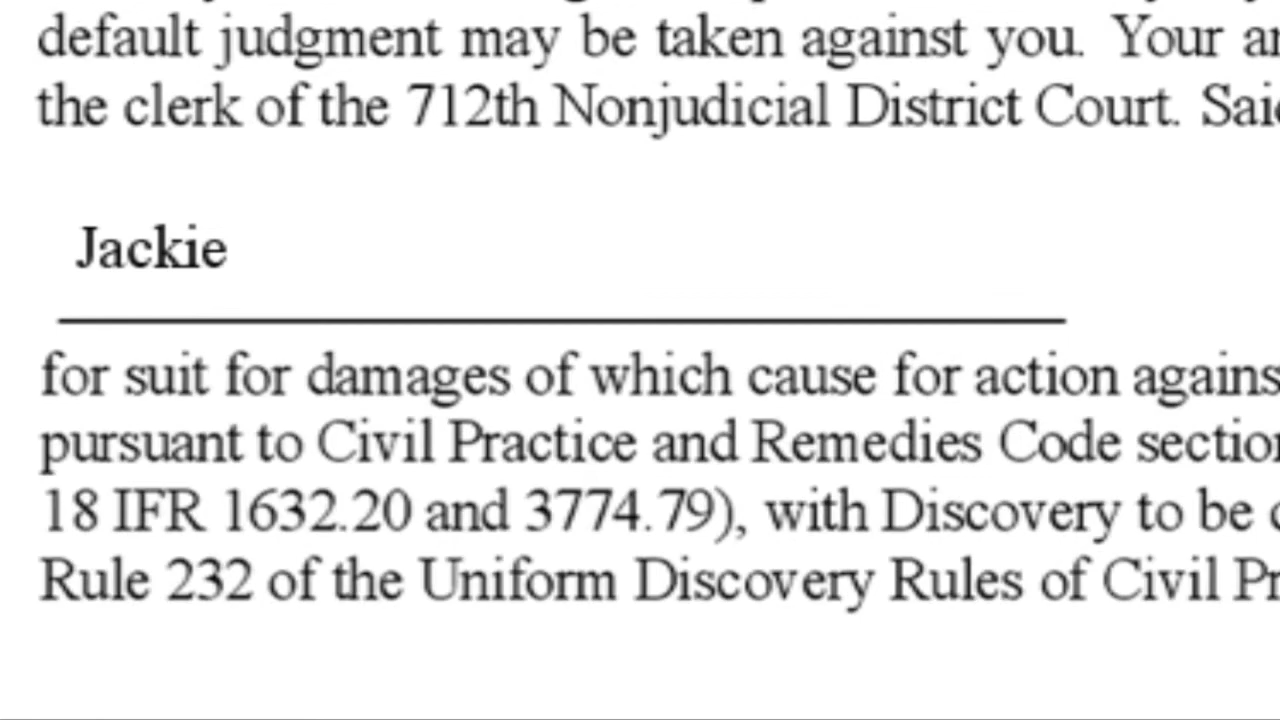 default judgment may be taken against you. Your
the clerk of the 712th Nonjudicial District Court.
Jackie
for suit for damages of which cause for action
pursuant to Civil Practice and Remedies Code
18 IFR 1632.20 and 3774.79), with Discovery to be
Rule 232 of the Uniform Discovery Rules of Civil